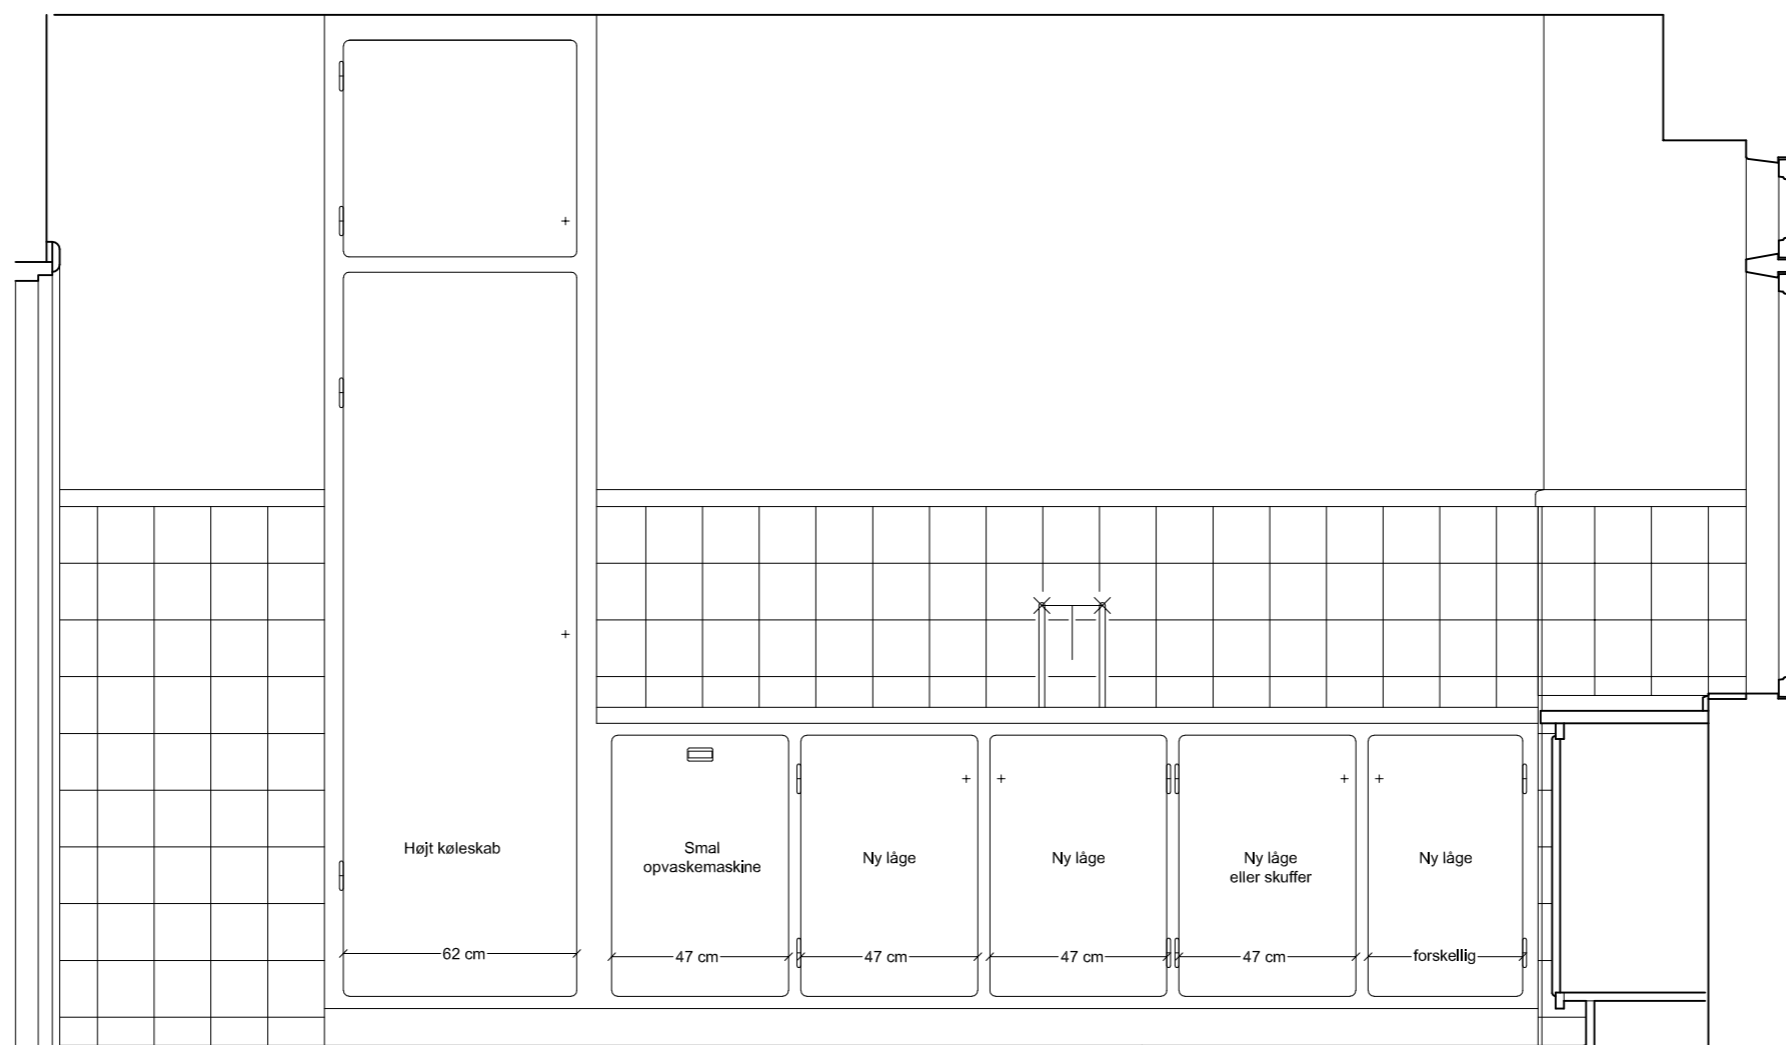 Højt køleskab
62 cm
Smal
opvaskemaskine
47 cm
Ny låge
47 cm
Ny låge
47 cm
Ny låge
eller skuffer
47 cm
Ny låge
forskellig